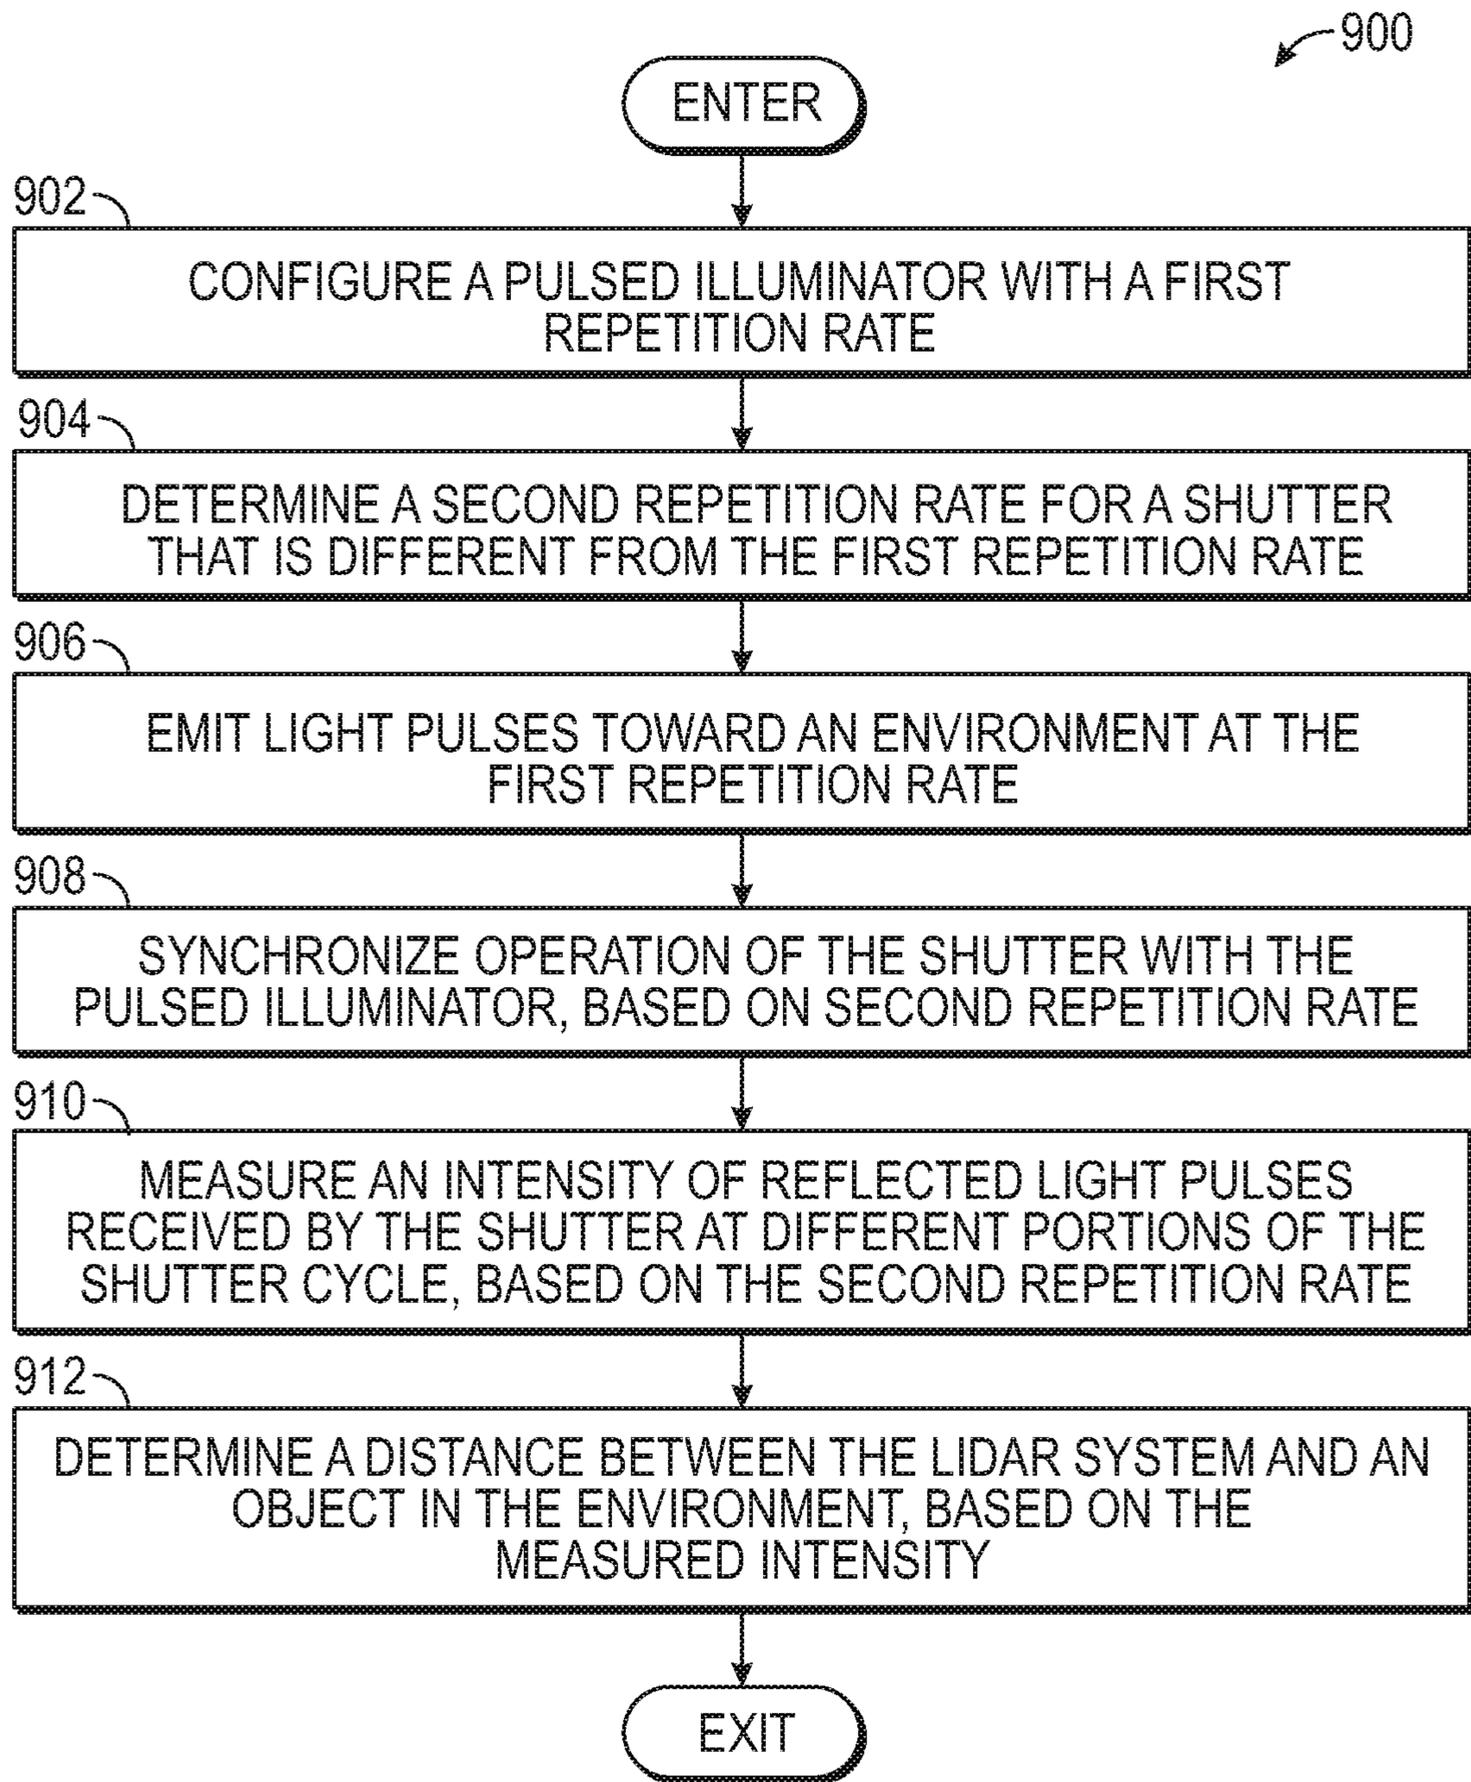 900
ENTER
902
CONFIGURE A PULSED ILLUMINATOR WITH A FIRST
REPETITION RATE
904
DETERMINE A SECOND REPETITION RATE FOR A SHUTTER
THAT IS DIFFERENT FROM THE FIRST REPETITION RATE
906
EMIT LIGHT PULSES TOWARD AN ENVIRONMENT AT THE
FIRST REPETITION RATE
908
SYNCHRONIZE OPERATION OF THE SHUTTER WITH THE
PULSED ILLUMINATOR, BASED ON SECOND REPETITION RATE
910
MEASURE AN INTENSITY OF REFLECTED LIGHT PULSES
RECEIVED BY THE SHUTTER AT DIFFERENT PORTIONS OF THE
SHUTTER CYCLE, BASED ON THE SECOND REPETITION RATE
912
DETERMINE A DISTANCE BETWEEN THE LIDAR SYSTEM AND AN
OBJECT IN THE ENVIRONMENT, BASED ON THE
MEASURED INTENSITY
EXIT